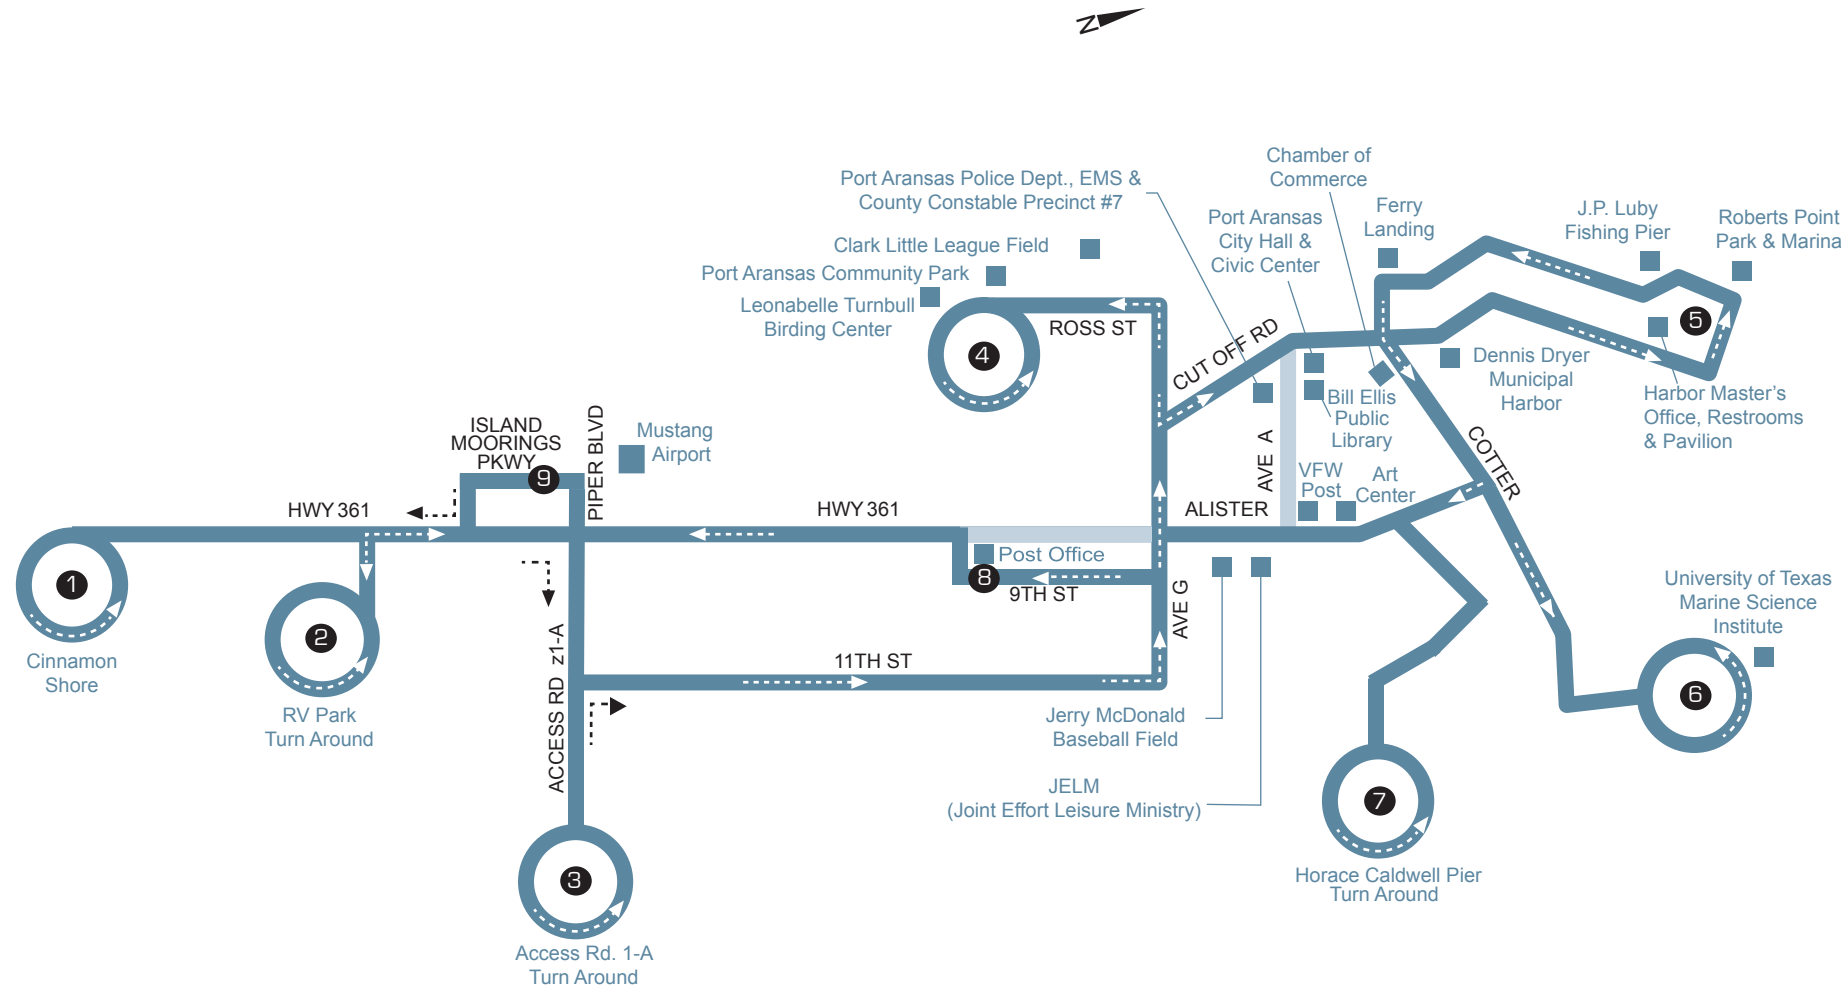 N
Chamber of
Commerce
Port Aransas Police Dept., EMS &
County Constable Precinct #7
Ferry
Landing
J.P. Luby
Fishing Pier
Roberts Point
Park & Marina
Port Aransas
City Hall &
Civic Center
Clark Little League Field
Port Aransas Community Park
Leonabelle Turnbull
Birding Center
ROSS ST
4
CUT OFF RD
5
Dennis Dryer
Municipal
Harbor
Harbor Master's
Office, Restrooms
& Pavilion
Bill Ellis
Public
Library
ISLAND
MOORINGS
PKWY
9
PIPER BLVD
Mustang
Airport
AVE A
VFW
Post
Art
Center
COTTER
HWY 361
HWY 361
ALISTER
Post Office
8
9TH ST
AVE G
1
Cinnamon
Shore
2
RV Park
Turn Around
ACCESS RD z1-A
11TH ST
University of Texas
Marine Science
Institute
6
Jerry McDonald
Baseball Field
JELM
(Joint Effort Leisure Ministry)
7
Horace Caldwell Pier
Turn Around
3
Access Rd. 1-A
Turn Around